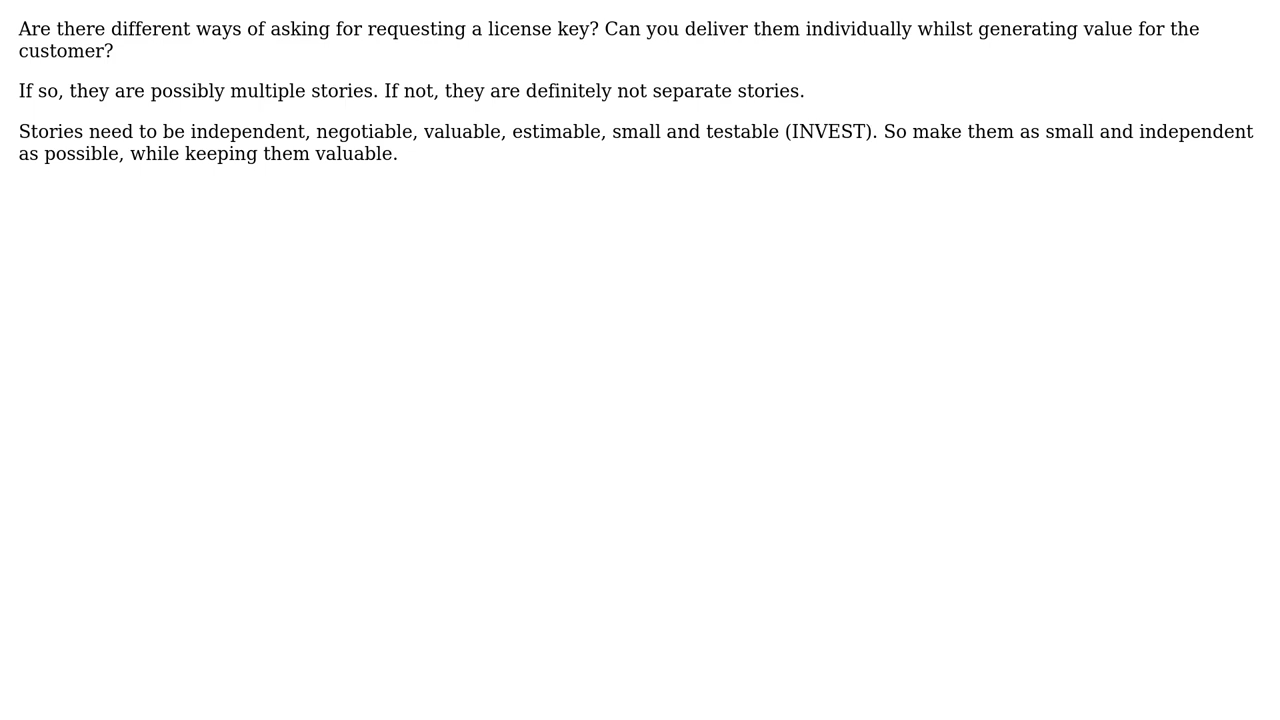 Are there different ways of asking for requesting a license key? Can you deliver them individually whilst generating value for the
customer?
If so, they are possibly multiple stories. If not, they are definitely not separate stories.
Stories need to be independent, negotiable, valuable, estimable, small and testable (INVEST). So make them as small and independent
as possible, while keeping them valuable.